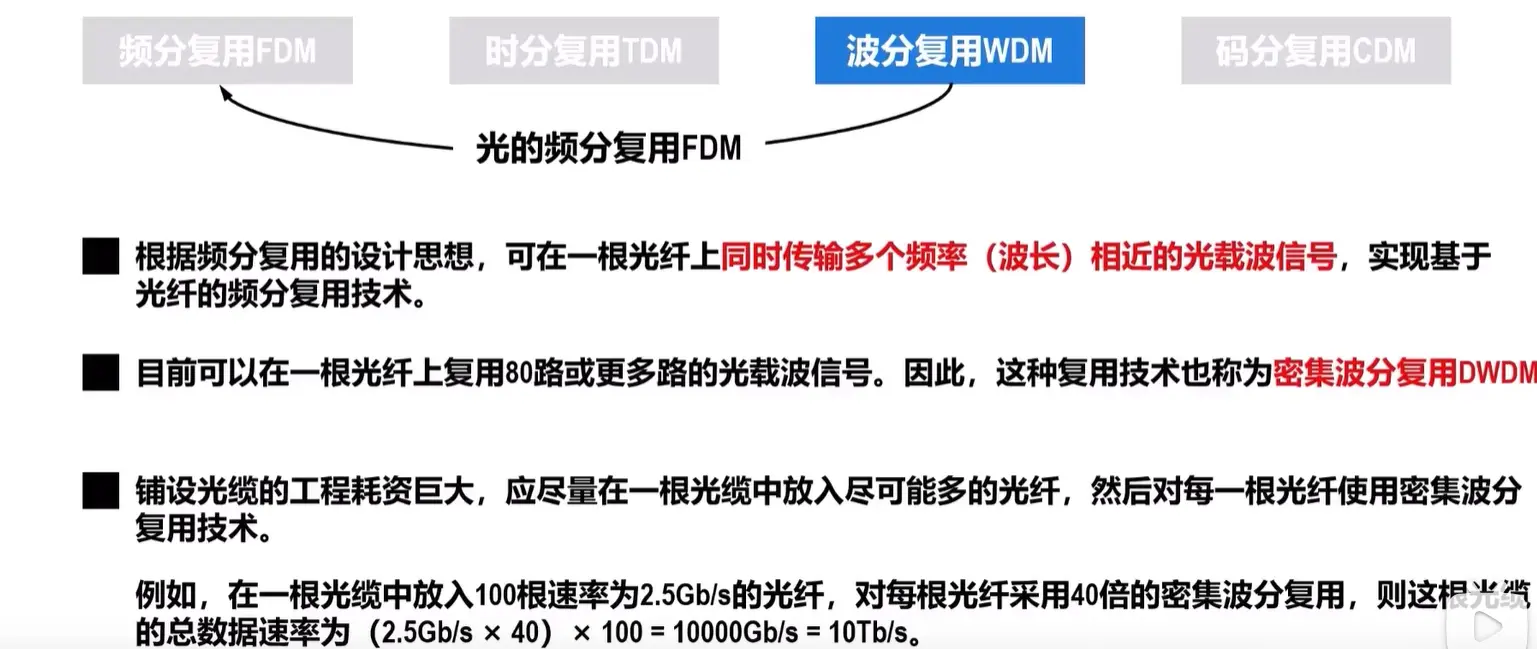 频分复用FDM
时分复用TDM
波分复用WDM
码分复用CDM
光的频分复用FDM
根据频分复用的设计思想，可在一根光纤上同时传输多个频率（波长）相近的光载波信号，实现基于
光纤的频分复用技术。
目前可以在一根光纤上复用80路或更多路的光载波信号。因此，这种复用技术也称为密集波分复用DWDM
铺设光缆的工程耗资巨大，应尽量在一根光缆中放入尽可能多的光纤，然后对每一根光纤使用密集波分
复用技术。
例如，在一根光缆中放入100根速率为2.5Gb/s的光纤，对每根光纤采用40倍的密集波分复用，则这根光缆
的总数据速率为（2.5Gb/s × 40）× 100 = 10000Gb/s = 10Tb/s。